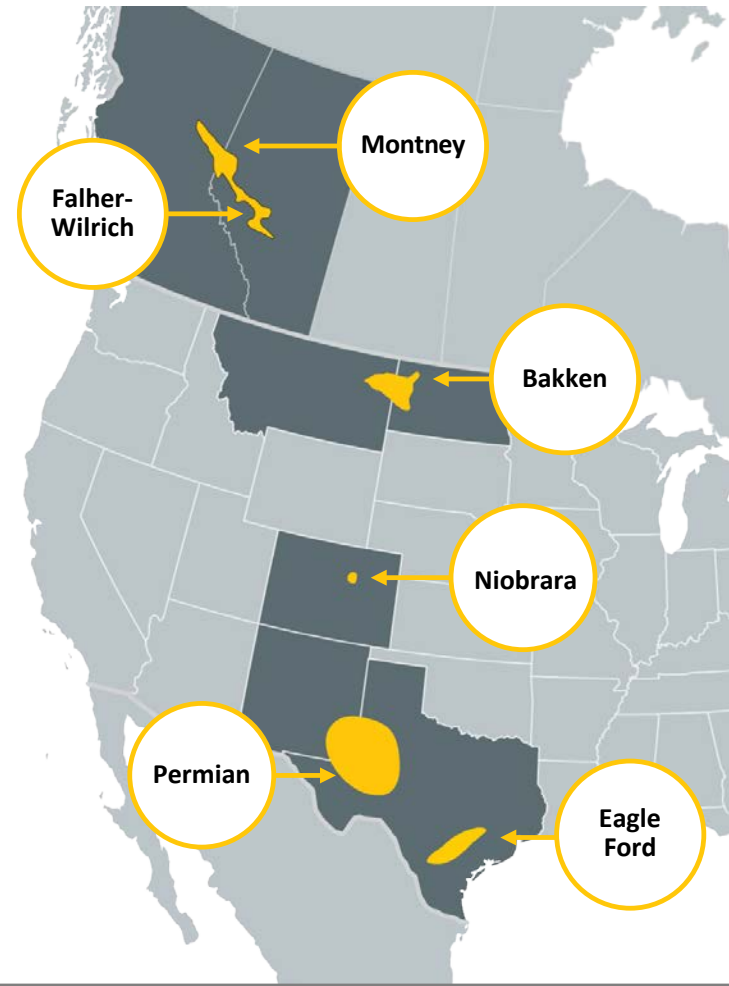 Montney
Falher-
Wilrich
Bakken
Niobrara
Permian
Eagle
Ford